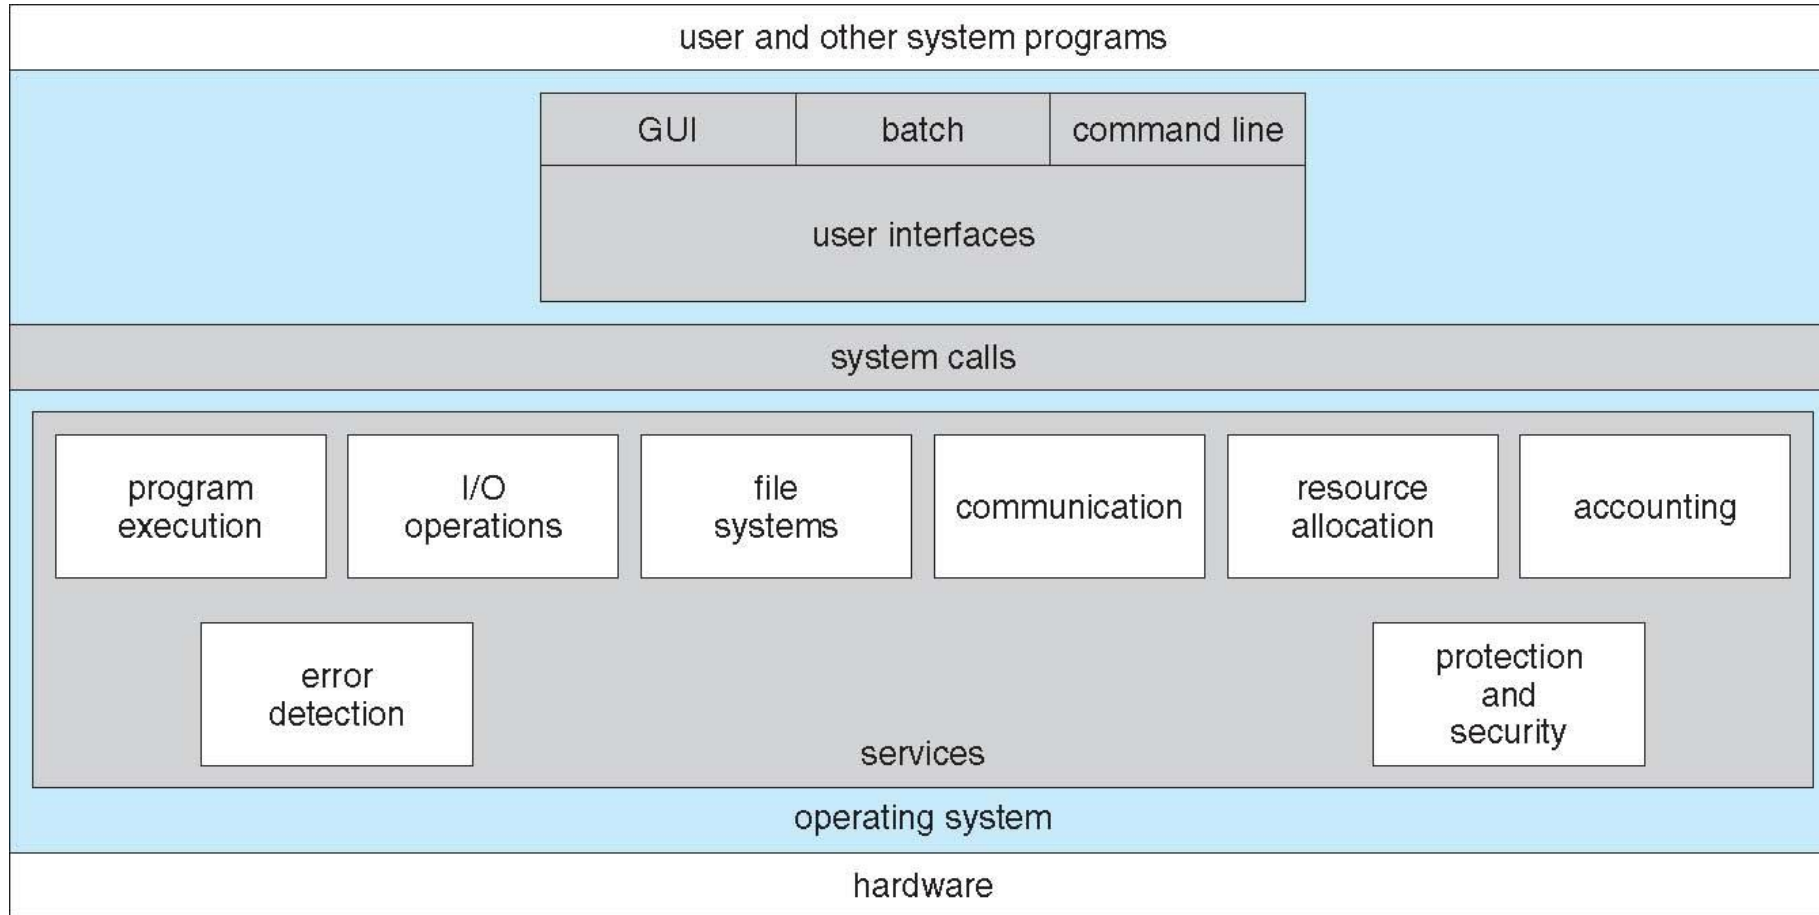 user and other system programs
GUI
batch
command line
user interfaces
system calls
program
execution
I/O
operations
file
systems
communication
resource
allocation
accounting
error
detection
protection
and
security
services
operating system
hardware